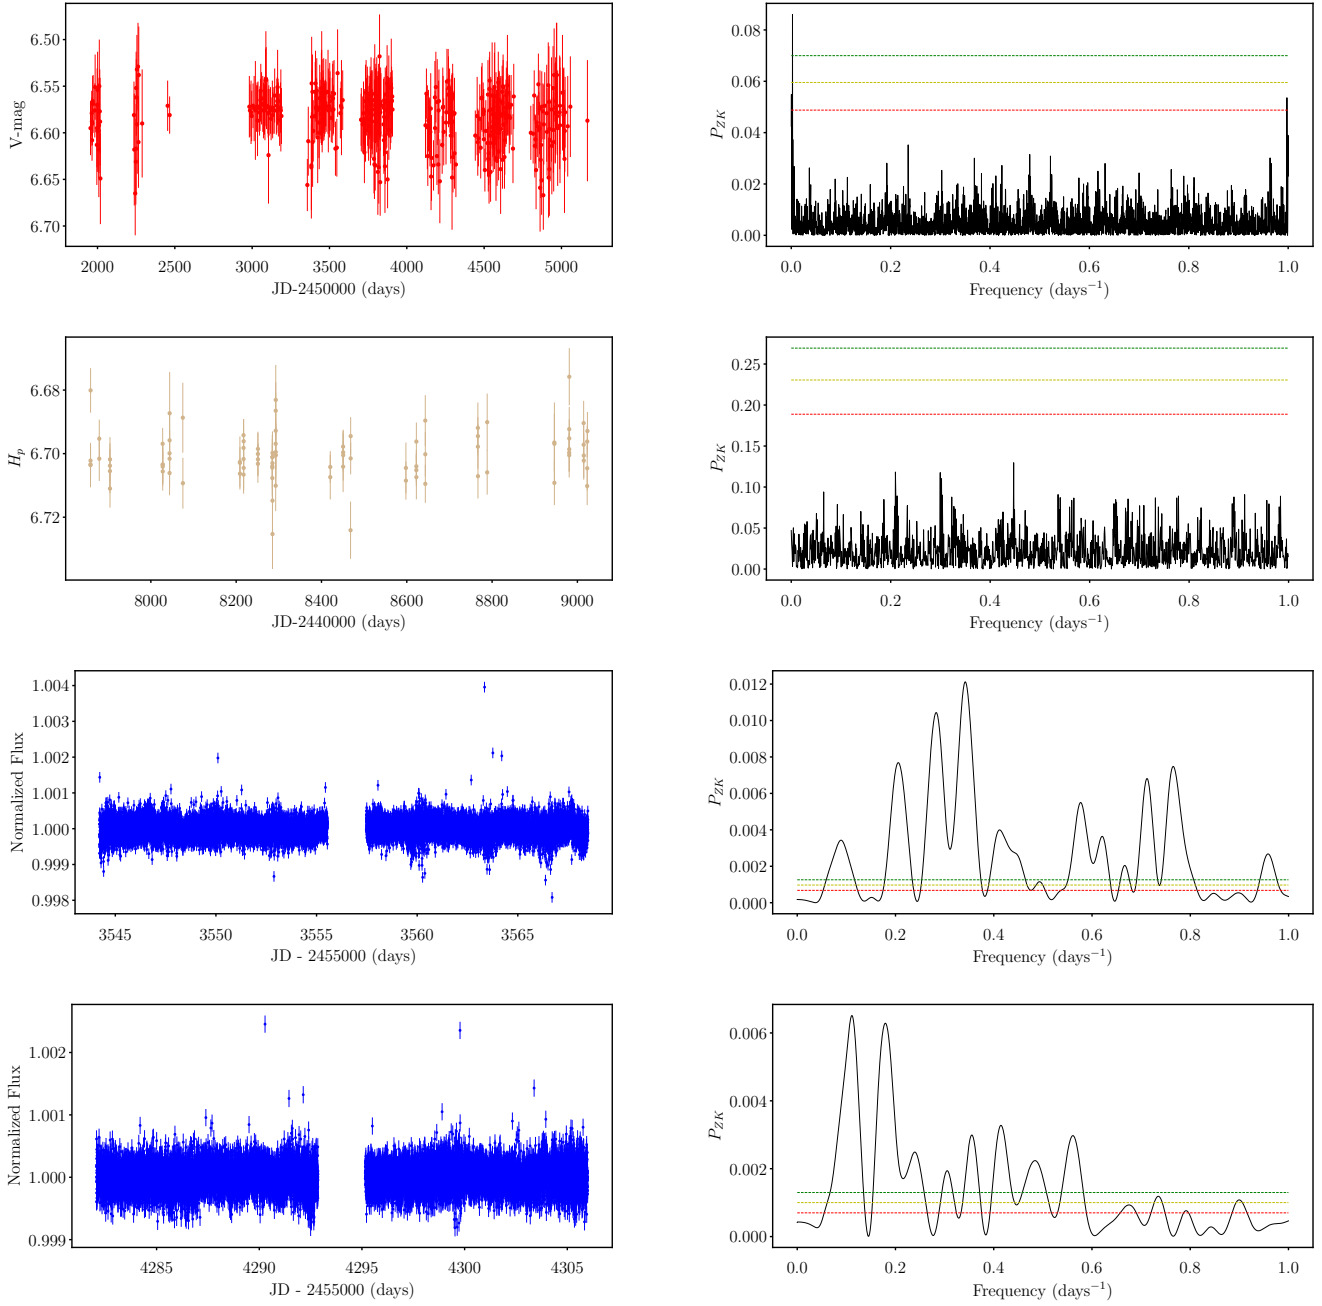 V-mag
6.50
6.55
6.60
6.65
6.70
2000 2500 3000 3500 4000 4500 5000
JD-2450000 (days)
P_{ZK}
0.08
0.06
0.04
0.02
0.00
0.0 0.2 0.4 0.6 0.8 1.0
Frequency (days⁻¹)
H_p
6.68
6.70
6.72
8000 8200 8400 8600 8800 9000
JD-2440000 (days)
P_{ZK}
0.25
0.20
0.15
0.10
0.05
0.00
0.0 0.2 0.4 0.6 0.8 1.0
Frequency (days⁻¹)
Normalized Flux
1.004
1.003
1.002
1.001
1.000
0.999
0.998
3545 3550 3555 3560 3565
JD - 2455000 (days)
P_{ZK}
0.012
0.010
0.008
0.006
0.004
0.002
0.000
0.0 0.2 0.4 0.6 0.8 1.0
Frequency (days⁻¹)
Normalized Flux
1.002
1.001
1.000
0.999
4285 4290 4295 4300 4305
JD - 2455000 (days)
P_{ZK}
0.006
0.004
0.002
0.000
0.0 0.2 0.4 0.6 0.8 1.0
Frequency (days⁻¹)